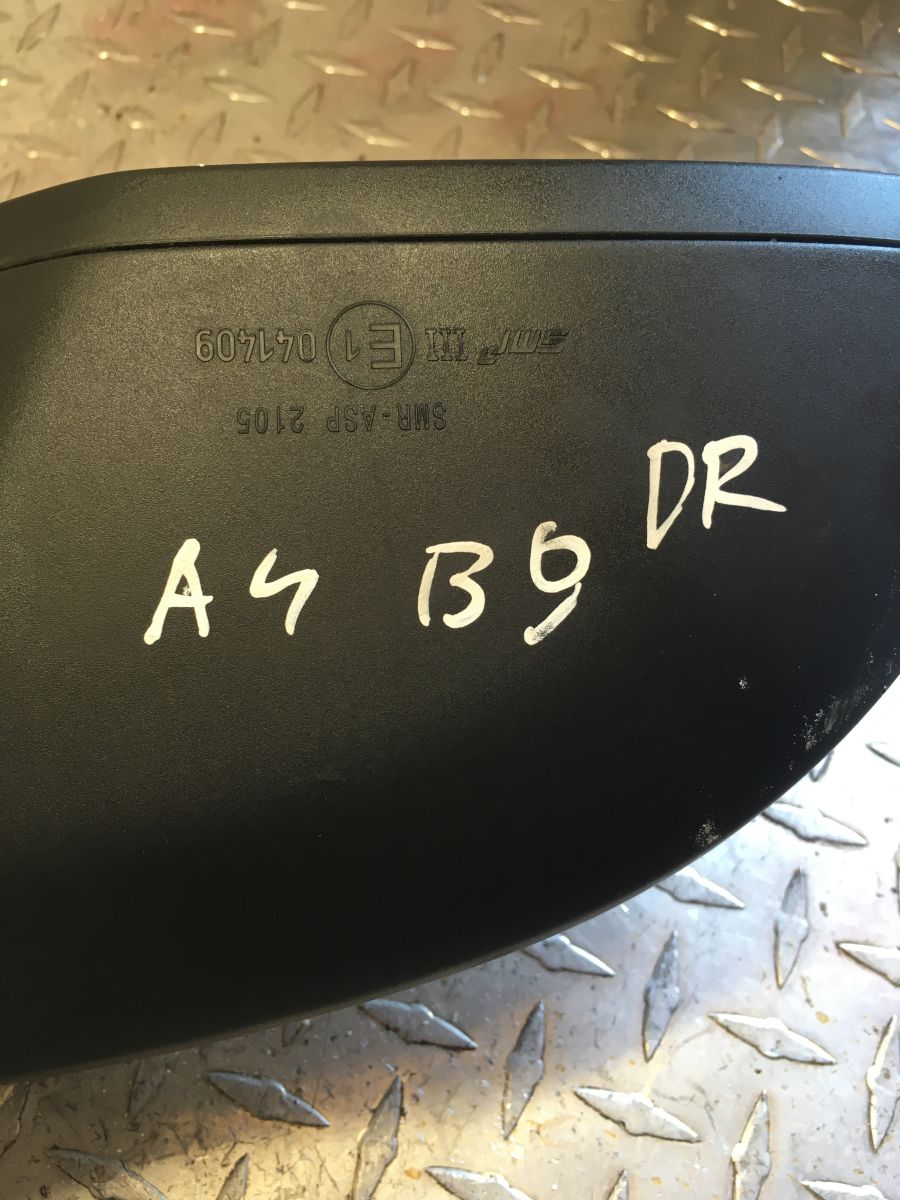 smr III E1 041409
SMR-ASP 2105
A4 B9 DR